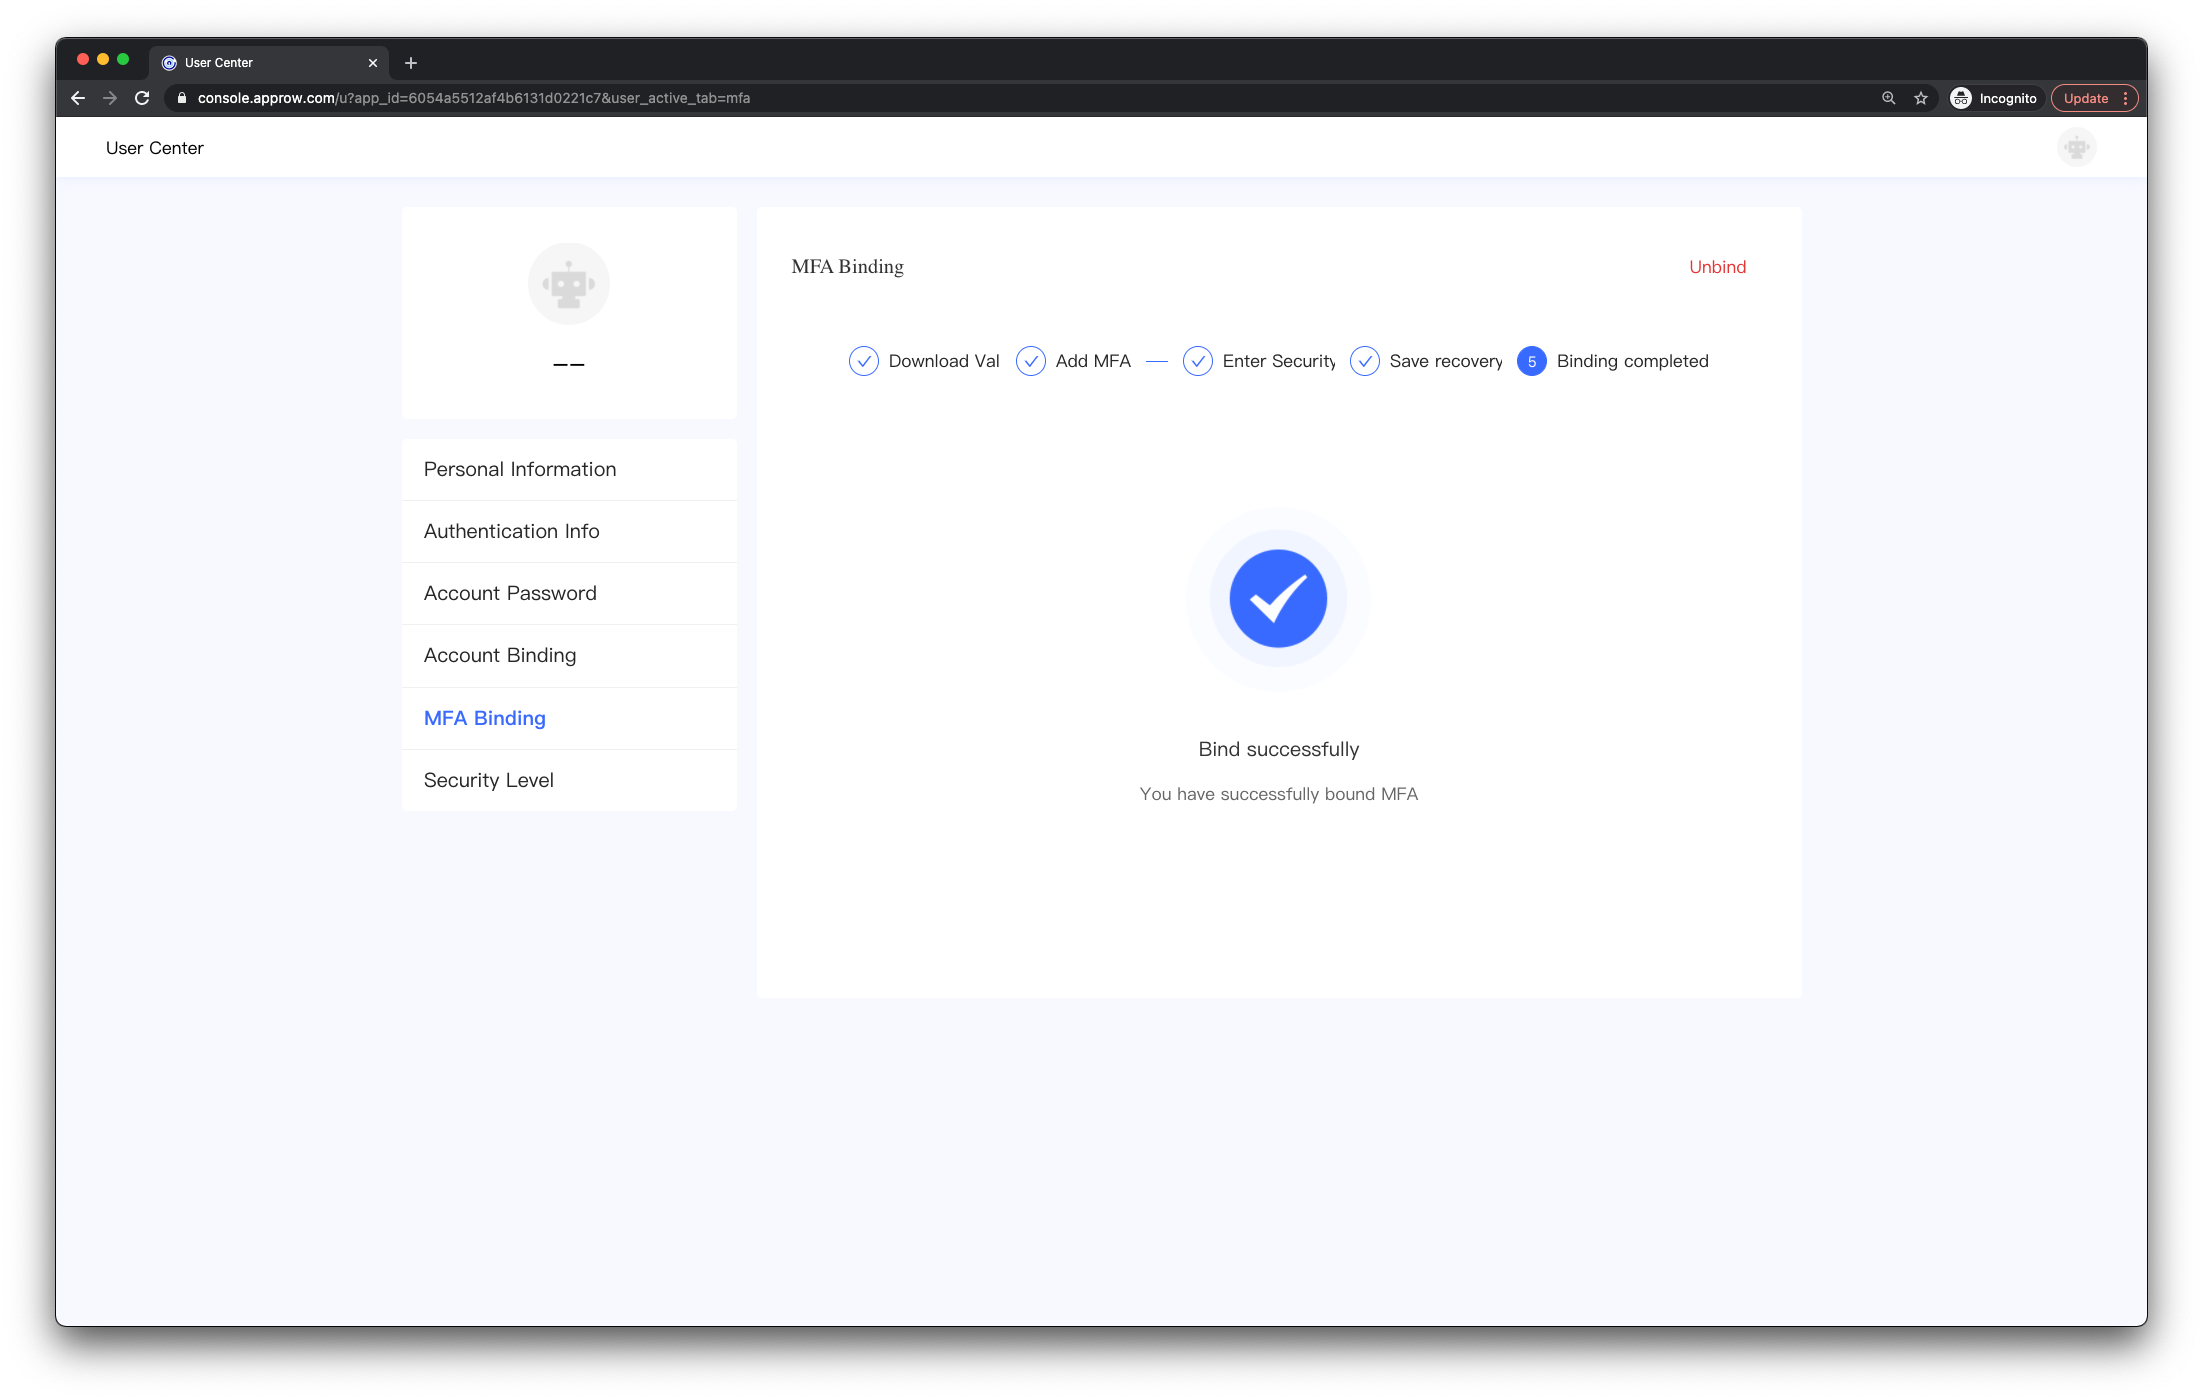 User Center
console.approw.com/u?app_id=6054a5512af4b6131d0221c7&user_active_tab=mfa
Incognito
Update
User Center
--
Personal Information
Authentication Info
Account Password
Account Binding
MFA Binding
Security Level
MFA Binding
Unbind
Download Val
Add MFA
Enter Security
Save recovery
5 Binding completed
Bind successfully
You have successfully bound MFA